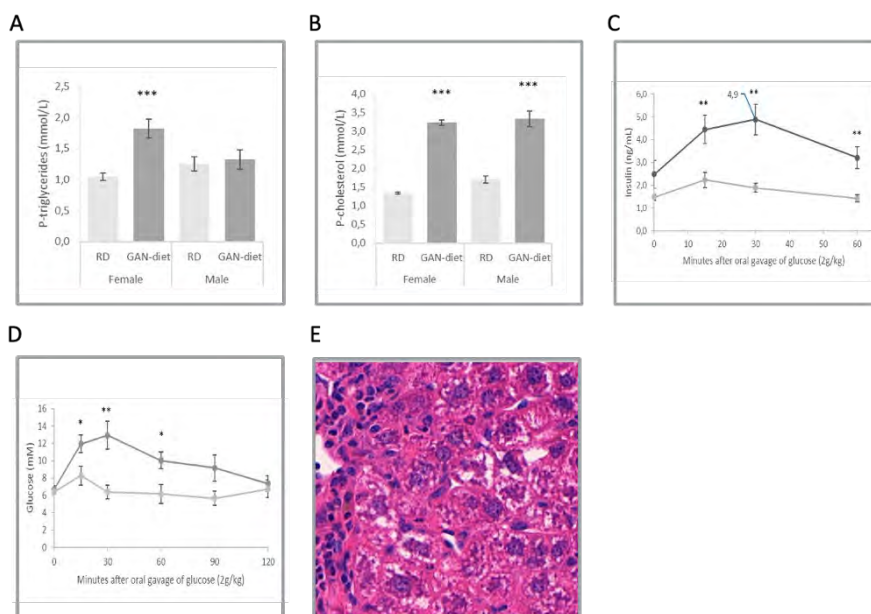 A
P-triglycerides (mmol/L)
2,5
2,0
1,5
1,0
0,5
0,0
***
RD GAN-diet RD GAN-diet
Female Male
B
P-cholesterol (mmol/L)
4,0
3,5
3,0
2,5
2,0
1,5
1,0
0,5
0,0
*** ***
RD GAN-diet RD GAN-diet
Female Male
C
Insulin (ng/mL)
6,0
5,0
4,0
3,0
2,0
1,0
0,0
4,9
** ** **
0 10 20 30 40 50 60
Minutes after oral gavage of glucose (2g/kg)
D
Glucose (mM)
16
14
12
10
8
6
4
2
0
* ** *
0 30 60 90 120
Minutes after oral gavage of glucose (2g/kg)
E